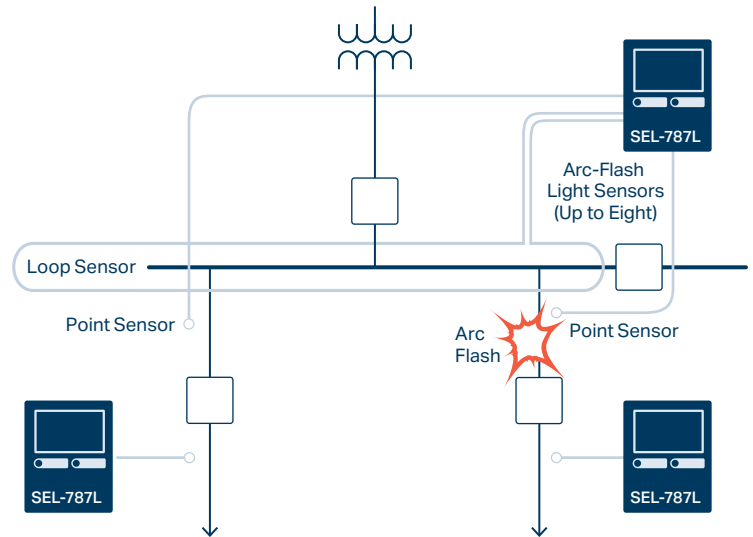 SEL-787L
Arc-Flash
Light Sensors
(Up to Eight)
Loop Sensor
Point Sensor
Arc
Flash
Point Sensor
SEL-787L
SEL-787L